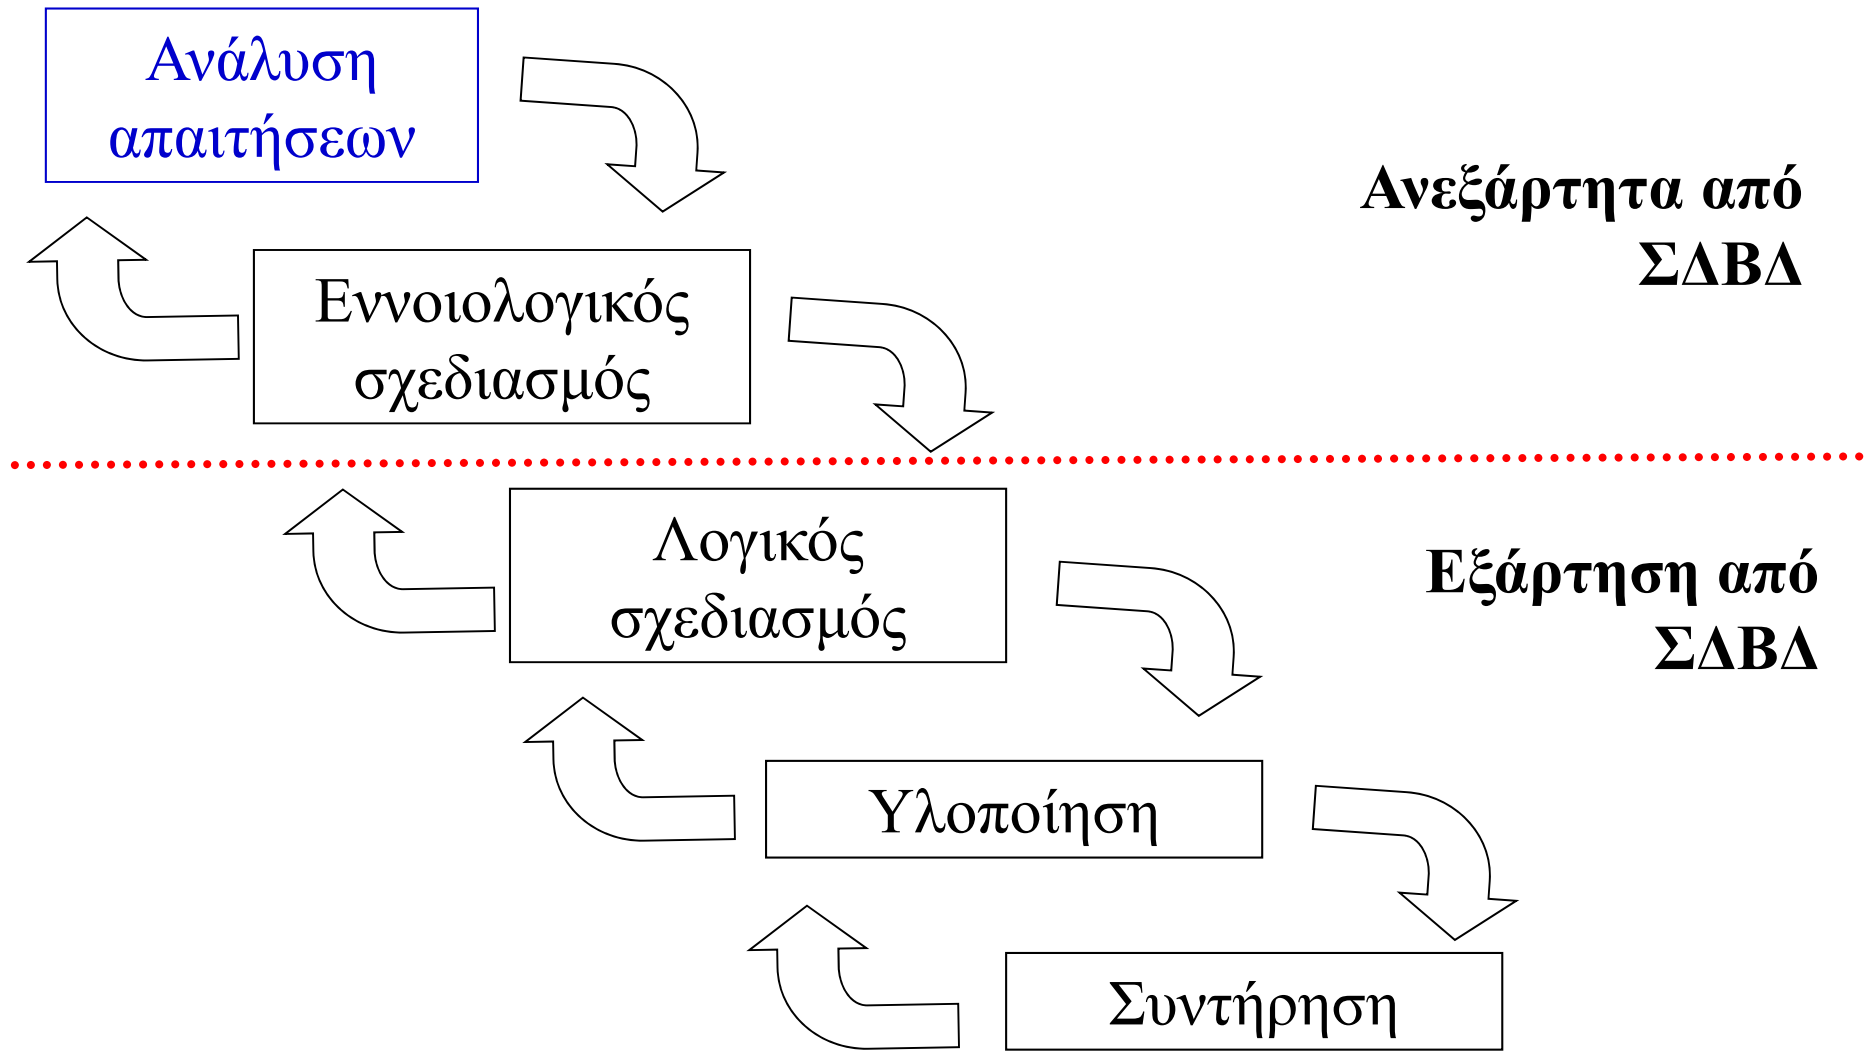 Ανάλυση
απαιτήσεων
Ανεξάρτητα από
ΣΔΒΔ
Εννοιολογικός
σχεδιασμός
Λογικός
σχεδιασμός
Εξάρτηση από
ΣΔΒΔ
Υλοποίηση
Συντήρηση